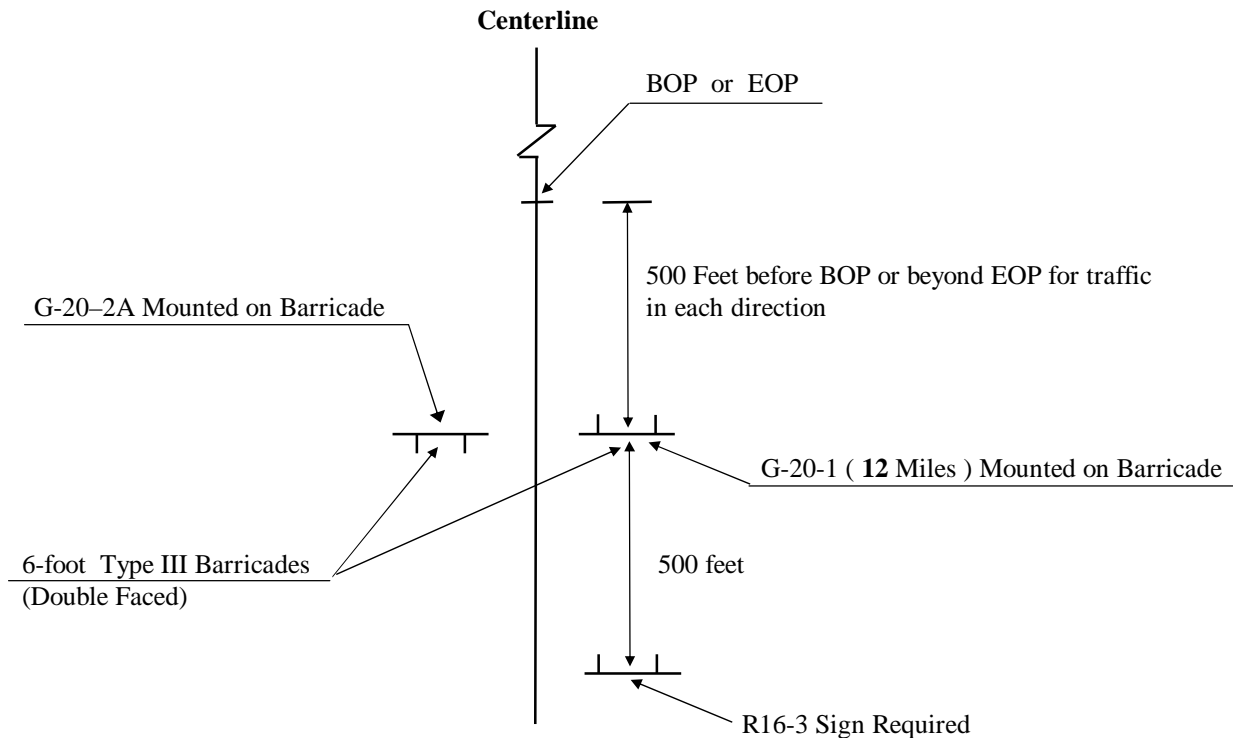 Centerline
BOP or EOP
500 Feet before BOP or beyond EOP for traffic
in each direction
G-20–2A Mounted on Barricade
G-20-1 ( 12 Miles ) Mounted on Barricade
6-foot Type III Barricades
(Double Faced)
500 feet
R16-3 Sign Required